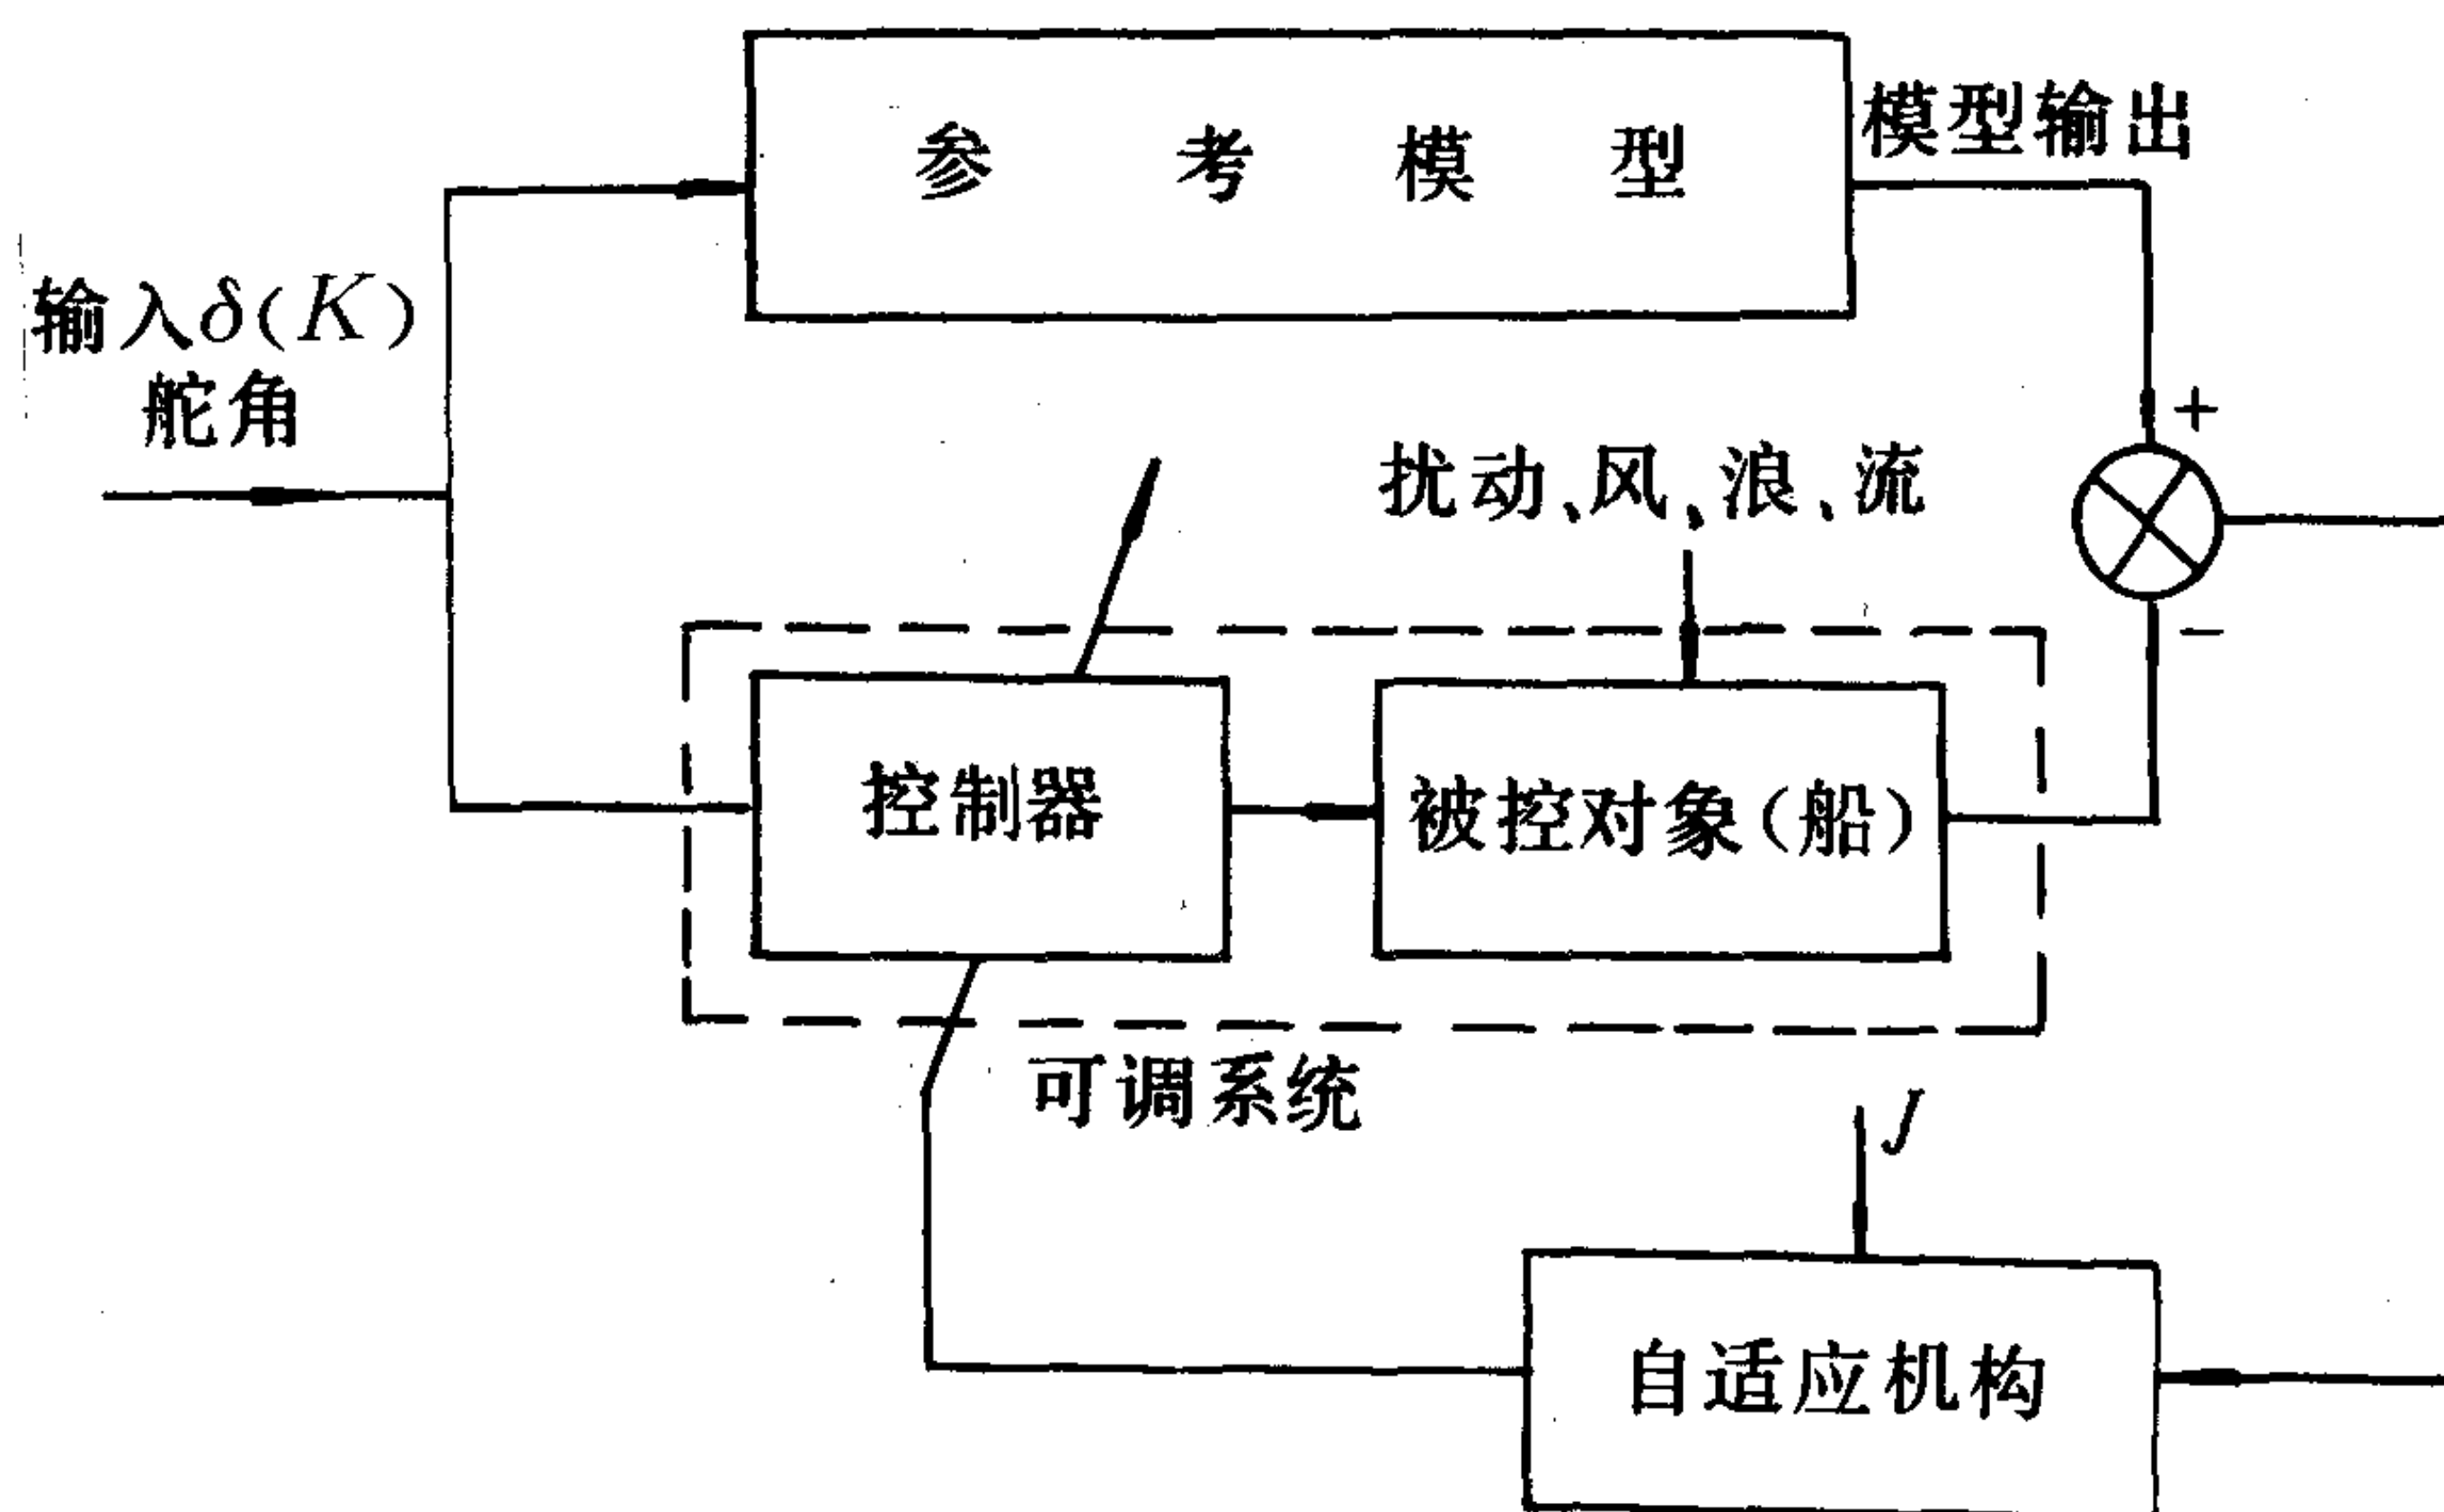 参考模型
模型输出
输入δ(K)
舵角
+
扰动、风、浪、流
−
控制器
被控对象(船)
可调系统
J
自适应机构